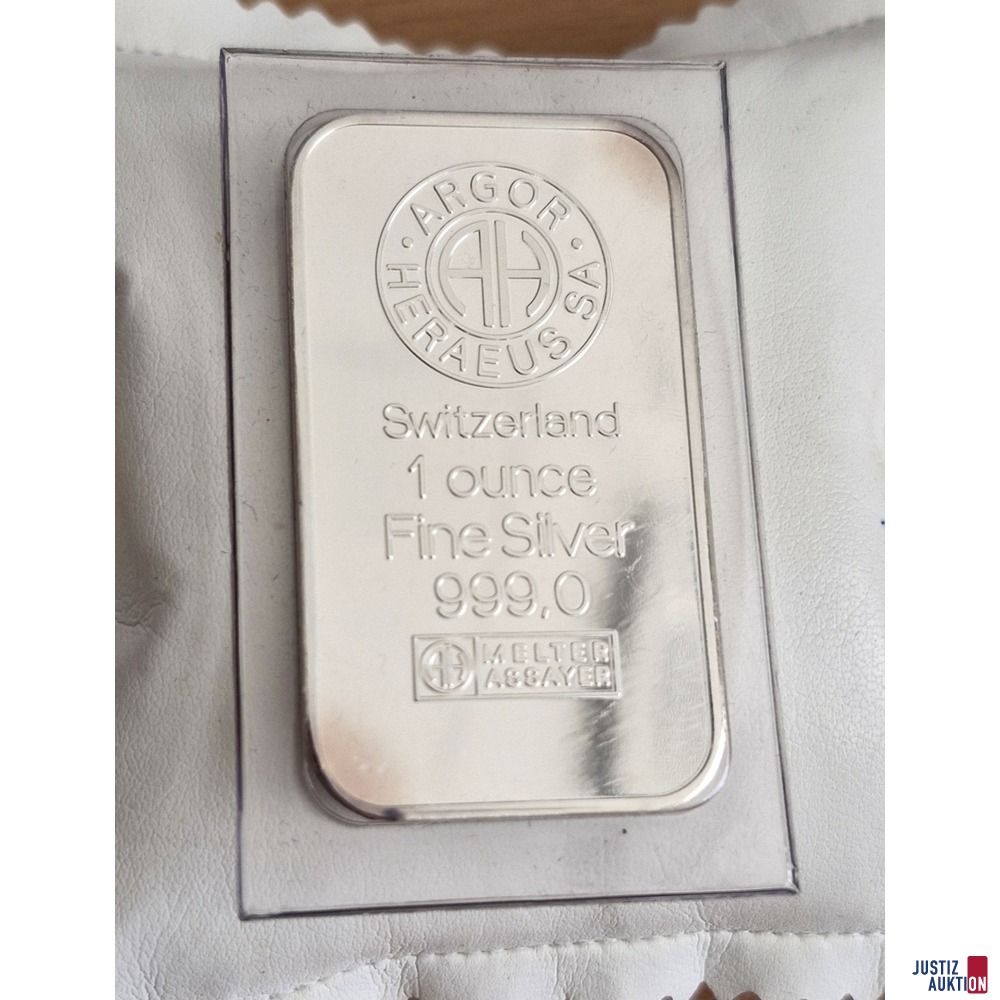 ARGOR
HERAEUS SA
Switzerland
1 ounce
Fine Silver
999,0
MELTER
ASSAYER
JUSTIZ
AUKTION